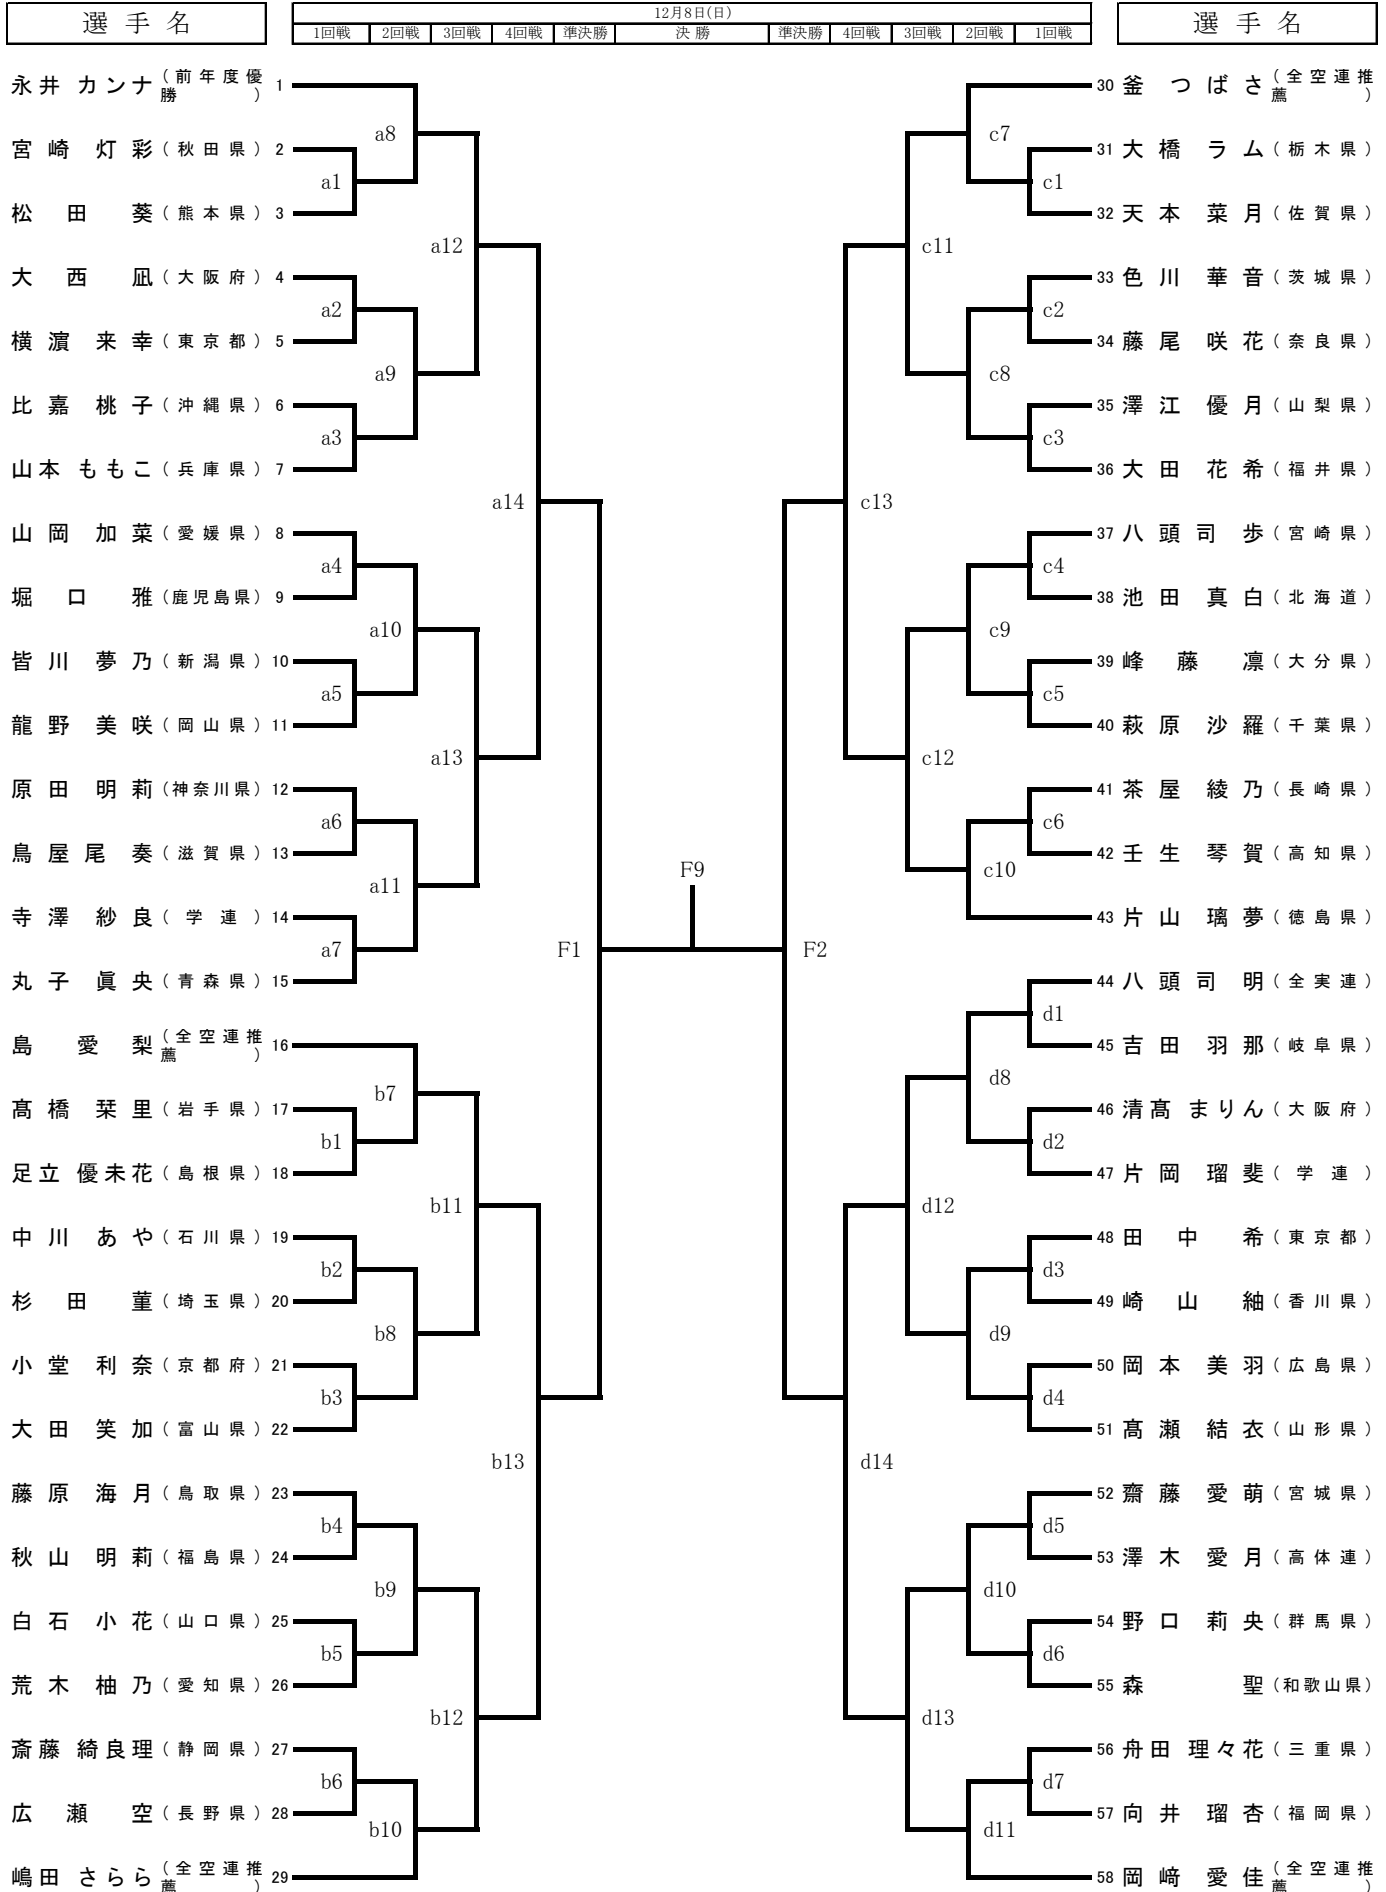 選手名
12月8日(日)
選手名
1回戦 2回戦 3回戦 4回戦 準決勝 決勝 準決勝 4回戦 3回戦 2回戦 1回戦
永井 カンナ (前年度優勝) 1
宮崎 灯彩 (秋田県) 2
松田 葵 (熊本県) 3
大西 凪 (大阪府) 4
横濵 来幸 (東京都) 5
比嘉 桃子 (沖縄県) 6
山本 ももこ (兵庫県) 7
山岡 加菜 (愛媛県) 8
堀口 雅 (鹿児島県) 9
皆川 夢乃 (新潟県) 10
龍野 美咲 (岡山県) 11
原田 明莉 (神奈川県) 12
鳥屋尾 奏 (滋賀県) 13
寺澤 紗良 (学連) 14
丸子 眞央 (青森県) 15
島 愛梨 (全空連推薦) 16
髙橋 栞里 (岩手県) 17
足立 優未花 (島根県) 18
中川 あや (石川県) 19
杉田 菫 (埼玉県) 20
小堂 利奈 (京都府) 21
大田 笑加 (富山県) 22
藤原 海月 (鳥取県) 23
秋山 明莉 (福島県) 24
白石 小花 (山口県) 25
荒木 柚乃 (愛知県) 26
斎藤 綺良理 (静岡県) 27
広瀬 空 (長野県) 28
嶋田 さらら (全空連推薦) 29
a8
a1
a12
a2
a9
a3
a14
a4
a10
a5
a13
a6
a11
a7
F1
b7
b1
b11
b2
b8
b3
b13
b4
b9
b5
b12
b6
b10
F9
F2
c7
c1
c11
c2
c8
c3
c13
c4
c9
c5
c12
c6
c10
d1
d8
d2
d12
d3
d9
d4
d14
d5
d10
d6
d13
d7
d11
30 釜 つばさ (全空連推薦)
31 大橋 ラム (栃木県)
32 天本 菜月 (佐賀県)
33 色川 華音 (茨城県)
34 藤尾 咲花 (奈良県)
35 澤江 優月 (山梨県)
36 大田 花希 (福井県)
37 八頭司 歩 (宮崎県)
38 池田 真白 (北海道)
39 峰藤 凛 (大分県)
40 萩原 沙羅 (千葉県)
41 茶屋 綾乃 (長崎県)
42 壬生 琴賀 (高知県)
43 片山 璃夢 (徳島県)
44 八頭司 明 (全実連)
45 吉田 羽那 (岐阜県)
46 清髙 まりん (大阪府)
47 片岡 瑠斐 (学連)
48 田中 希 (東京都)
49 崎山 紬 (香川県)
50 岡本 美羽 (広島県)
51 髙瀬 結衣 (山形県)
52 齋藤 愛萌 (宮城県)
53 澤木 愛月 (高体連)
54 野口 莉央 (群馬県)
55 森 聖 (和歌山県)
56 舟田 理々花 (三重県)
57 向井 瑠杏 (福岡県)
58 岡﨑 愛佳 (全空連推薦)